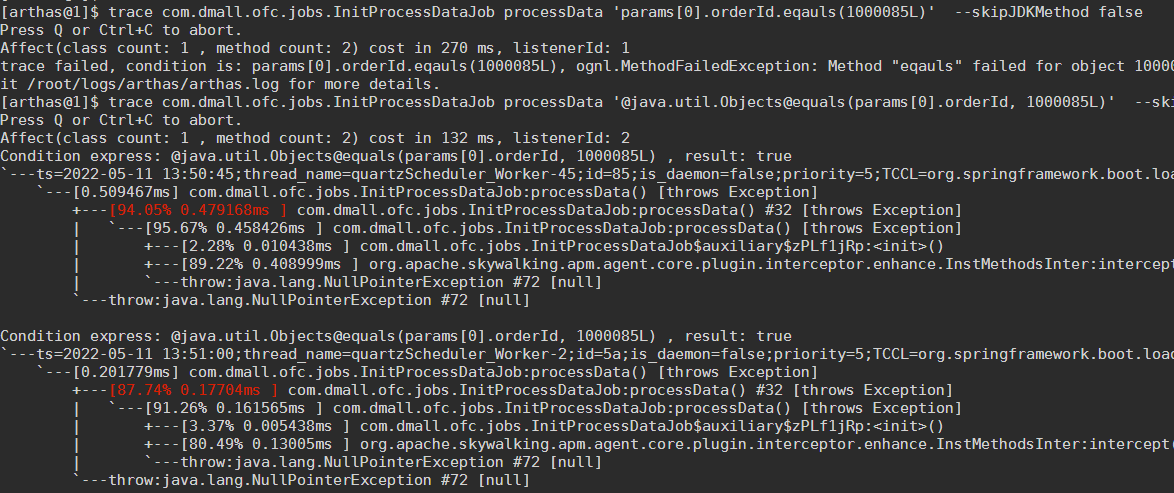 [arthas@1]$ trace com.dmall.ofc.jobs.InitProcessDataJob processData 'params[0].orderId.eqauls(1000085L)'  --skipJDKMethod false
Press Q or Ctrl+C to abort.
Affect(class count: 1 , method count: 2) cost in 270 ms, listenerId: 1
trace failed, condition is: params[0].orderId.eqauls(1000085L), ognl.MethodFailedException: Method "eqauls" failed for object 10000
it /root/logs/arthas/arthas.log for more details.
[arthas@1]$ trace com.dmall.ofc.jobs.InitProcessDataJob processData '@java.util.Objects@equals(params[0].orderId, 1000085L)'  --sk
Press Q or Ctrl+C to abort.
Affect(class count: 1 , method count: 2) cost in 132 ms, listenerId: 2
Condition express: @java.util.Objects@equals(params[0].orderId, 1000085L) , result: true
`---ts=2022-05-11 13:50:45;thread_name=quartzScheduler_Worker-45;id=85;is_daemon=false;priority=5;TCCL=org.springframework.boot.loa
    `---[0.509467ms] com.dmall.ofc.jobs.InitProcessDataJob:processData() [throws Exception]
        +---[94.05% 0.479168ms ] com.dmall.ofc.jobs.InitProcessDataJob:processData() #32 [throws Exception]
        |   `---[95.67% 0.458426ms ] com.dmall.ofc.jobs.InitProcessDataJob:processData() [throws Exception]
        |       +---[2.28% 0.010438ms ] com.dmall.ofc.jobs.InitProcessDataJob$auxiliary$zPLf1jRp:<init>()
        |       +---[89.22% 0.408999ms ] org.apache.skywalking.apm.agent.core.plugin.interceptor.enhance.InstMethodsInter:intercept
        |       `---throw:java.lang.NullPointerException #72 [null]
        `---throw:java.lang.NullPointerException #72 [null]

Condition express: @java.util.Objects@equals(params[0].orderId, 1000085L) , result: true
`---ts=2022-05-11 13:51:00;thread_name=quartzScheduler_Worker-2;id=5a;is_daemon=false;priority=5;TCCL=org.springframework.boot.load
    `---[0.201779ms] com.dmall.ofc.jobs.InitProcessDataJob:processData() [throws Exception]
        +---[87.74% 0.17704ms ] com.dmall.ofc.jobs.InitProcessDataJob:processData() #32 [throws Exception]
        |   `---[91.26% 0.161565ms ] com.dmall.ofc.jobs.InitProcessDataJob:processData() [throws Exception]
        |       +---[3.37% 0.005438ms ] com.dmall.ofc.jobs.InitProcessDataJob$auxiliary$zPLf1jRp:<init>()
        |       +---[80.49% 0.13005ms ] org.apache.skywalking.apm.agent.core.plugin.interceptor.enhance.InstMethodsInter:intercept(
        |       `---throw:java.lang.NullPointerException #72 [null]
        `---throw:java.lang.NullPointerException #72 [null]